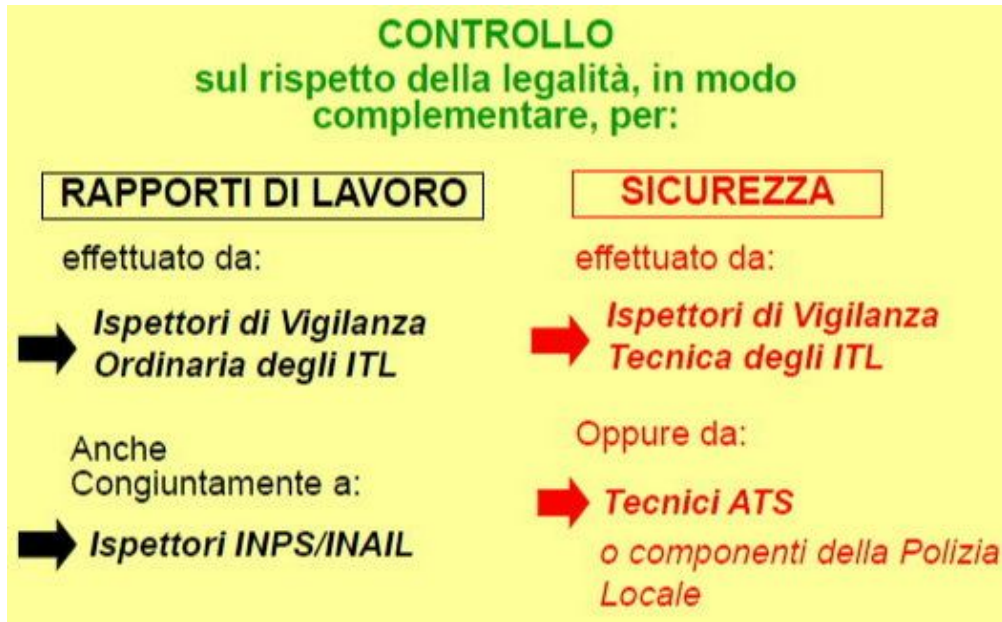 CONTROLLO
sul rispetto della legalità, in modo
complementare, per:
RAPPORTI DI LAVORO
effettuato da:
Ispettori di Vigilanza
Ordinaria degli ITL
Anche
Congiuntamente a:
Ispettori INPS/INAIL
SICUREZZA
effettuato da:
Ispettori di Vigilanza
Tecnica degli ITL
Oppure da:
Tecnici ATS
o componenti della Polizia
Locale